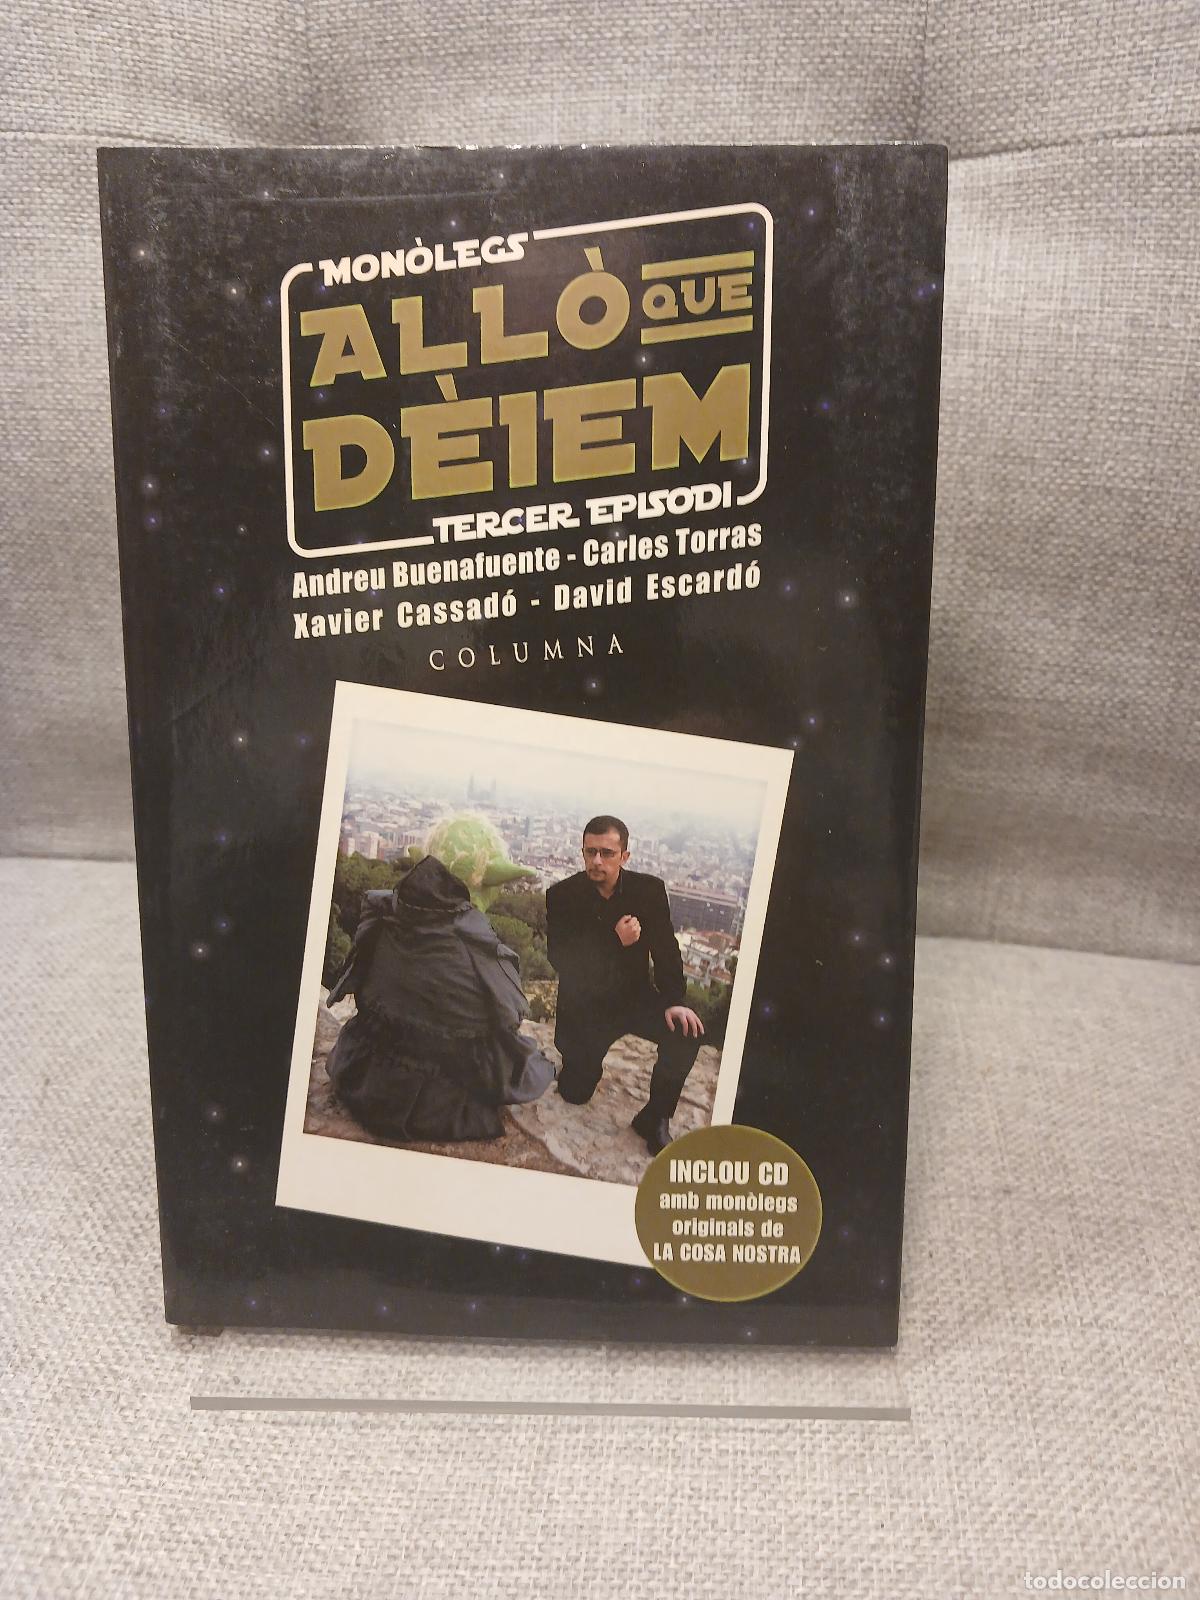 MONÒLEGS
ALLÒ QUE
DÈIEM
TERCER EPISODI
Andreu Buenafuente - Carles Torras
Xavier Cassadó - David Escardó
COLUMNA
INCLOU CD
amb monòlegs
originals de
LA COSA NOSTRA
todocoleccion